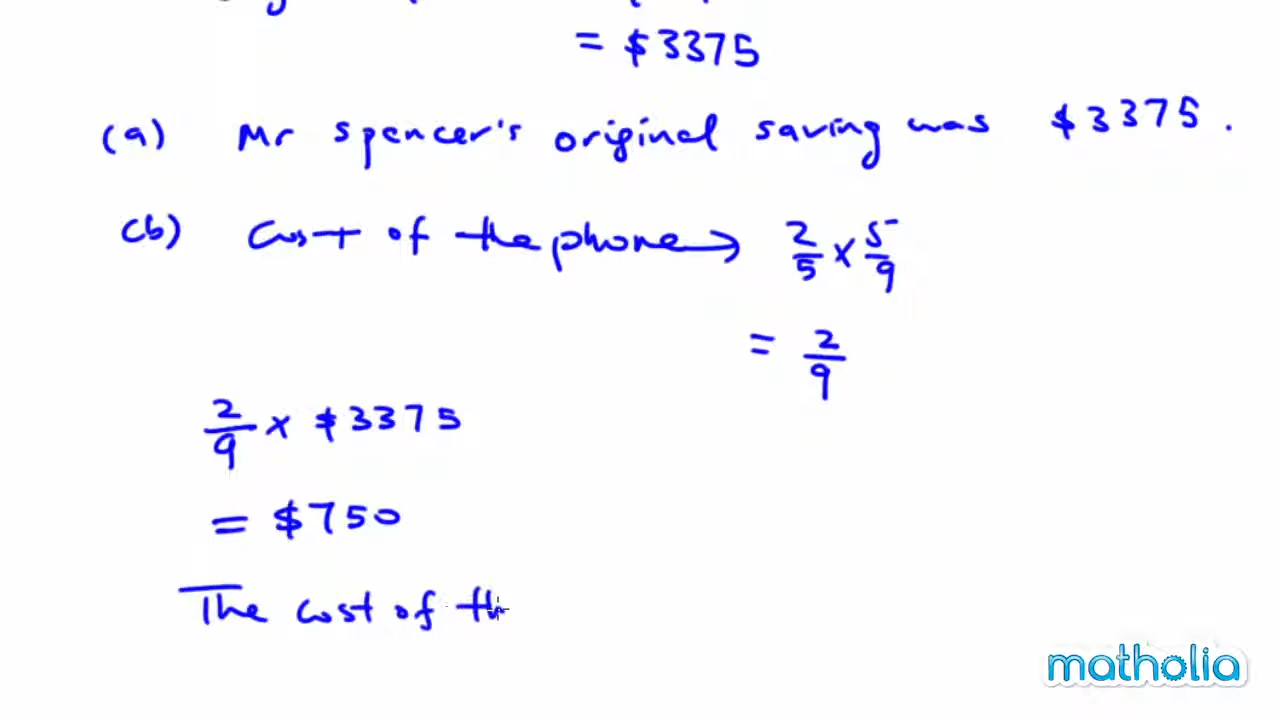 = $3375
(a) Mr Spencer's original saving was $3375.
(b) Cost of the phone → 2/5 × 5/9
= 2/9
2/9 × $3375
= $750
The cost of th
matholia